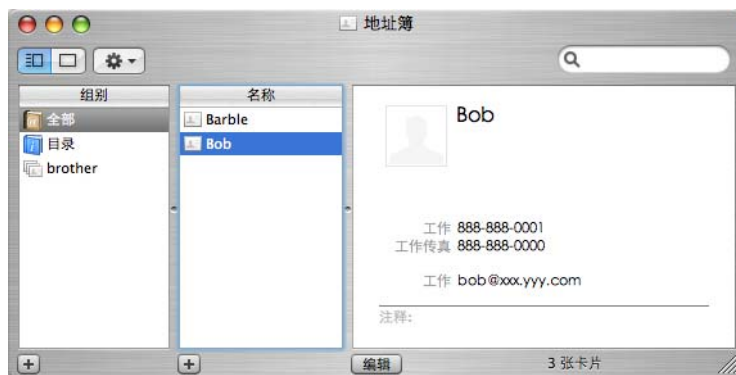 地址簿
组别
全部
目录
brother
名称
Barble
Bob
Bob
工作 888-888-0001
工作传真 888-888-0000
工作 bob@xxx.yyy.com
注释:
编辑
3 张卡片